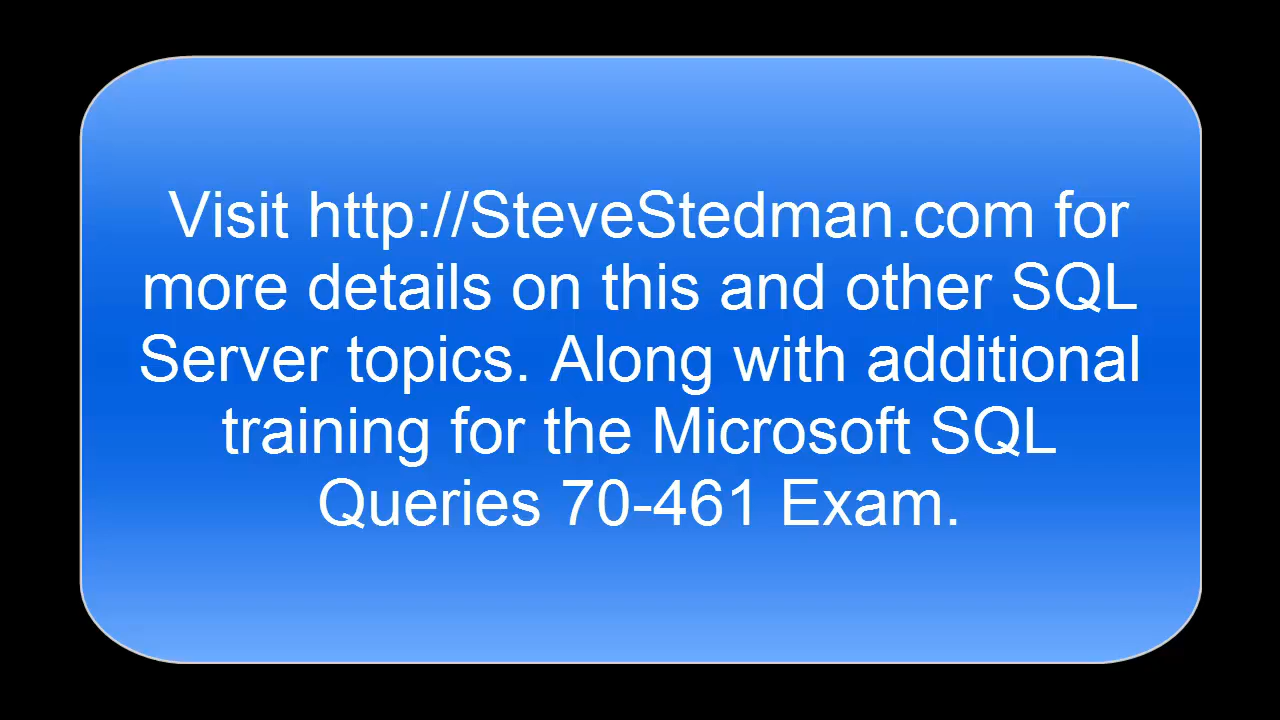 Visit http://SteveStedman.com for
more details on this and other SQL
Server topics. Along with additional
training for the Microsoft SQL
Queries 70-461 Exam.